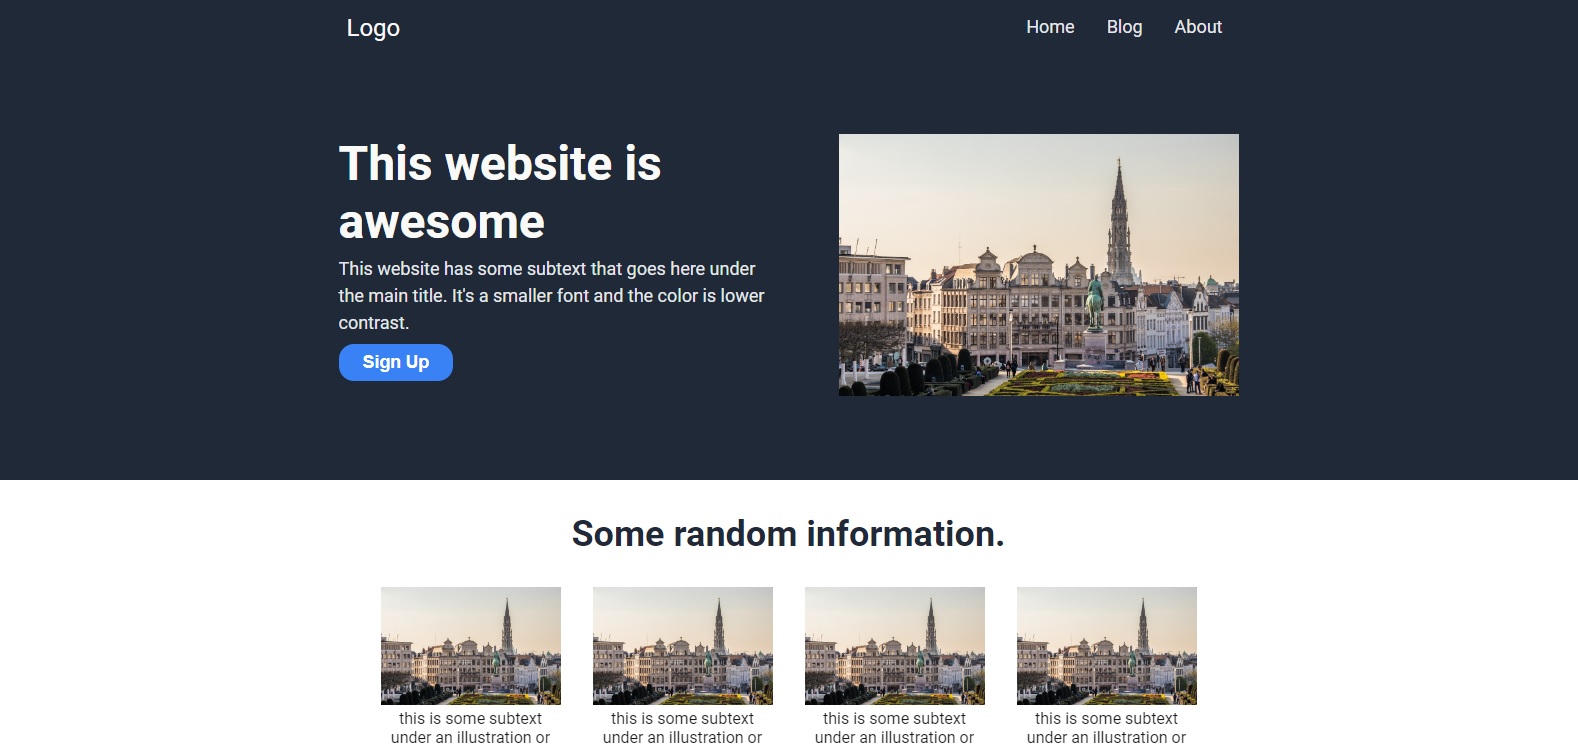 Logo
Home Blog About
This website is
awesome
This website has some subtext that goes here under
the main title. It's a smaller font and the color is lower
contrast.
Sign Up
Some random information.
this is some subtext
under an illustration or
this is some subtext
under an illustration or
this is some subtext
under an illustration or
this is some subtext
under an illustration or